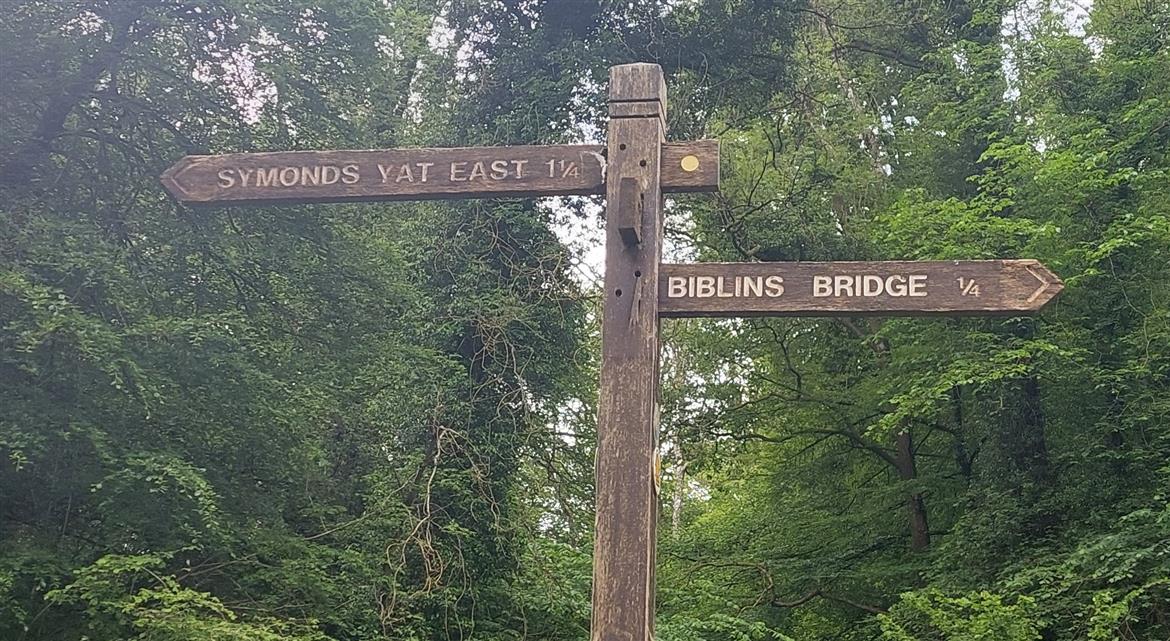 SYMONDS YAT EAST 1¼
BIBLINS BRIDGE ¼